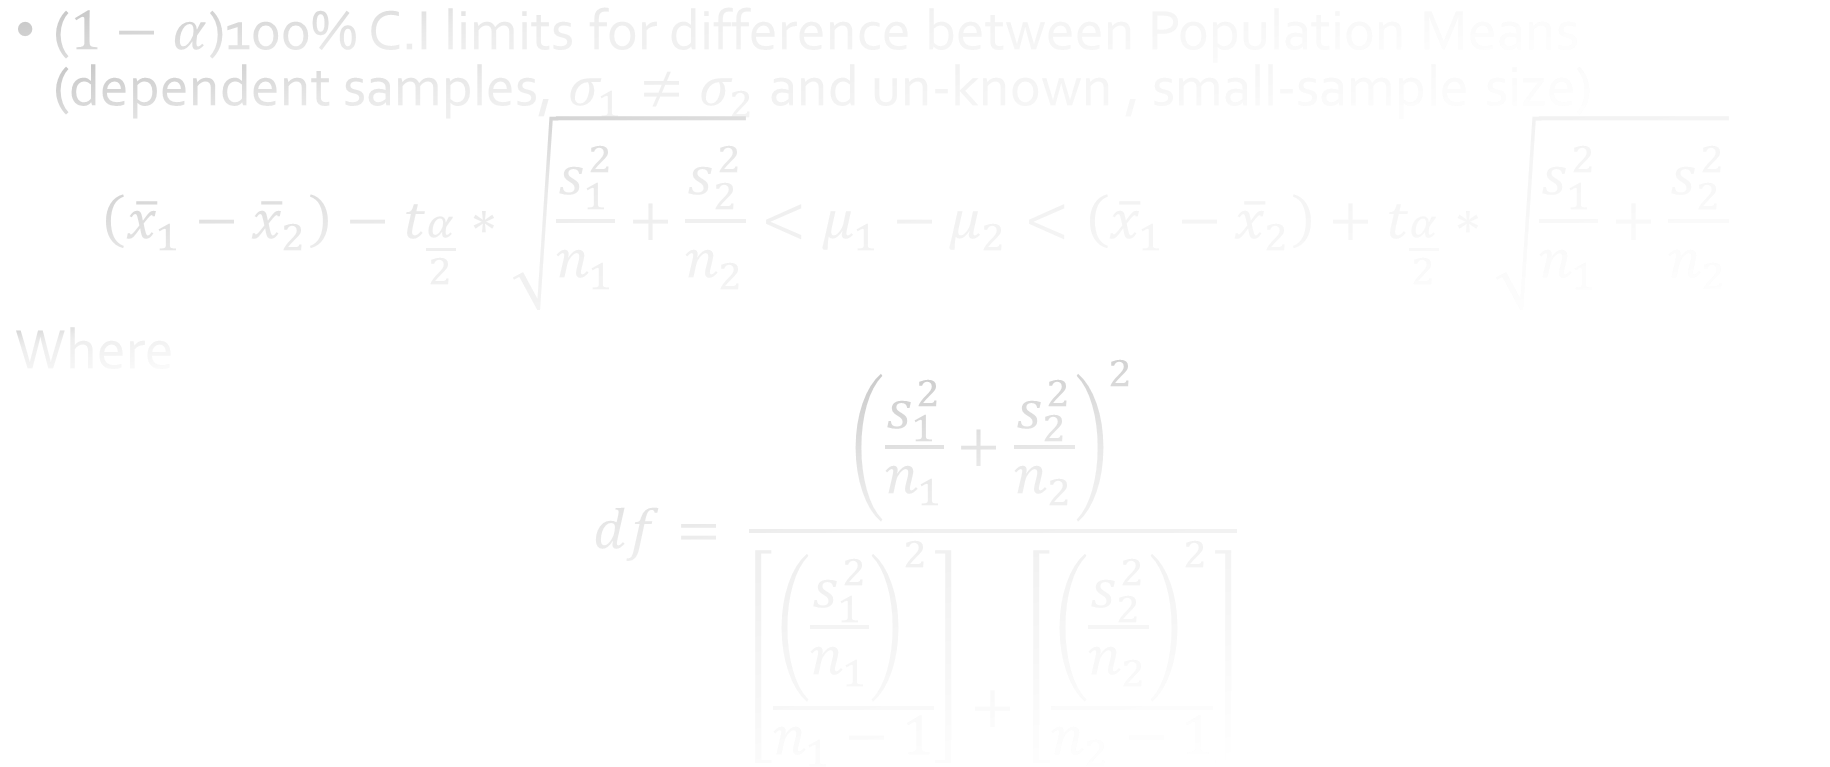 • (1 − α)100% C.I limits for difference between Population Means
(dependent samples, σ₁ ≠ σ₂ and un-known , small-sample size)
(x̄₁ − x̄₂) − t_{α/2} * √(s₁²/n₁ + s₂²/n₂) < μ₁ − μ₂ < (x̄₁ − x̄₂) + t_{α/2} * √(s₁²/n₁ + s₂²/n₂)
Where
df = (s₁²/n₁ + s₂²/n₂)² / ([(s₁²/n₁)² / (n₁ − 1)] + [(s₂²/n₂)² / (n₂ − 1)])